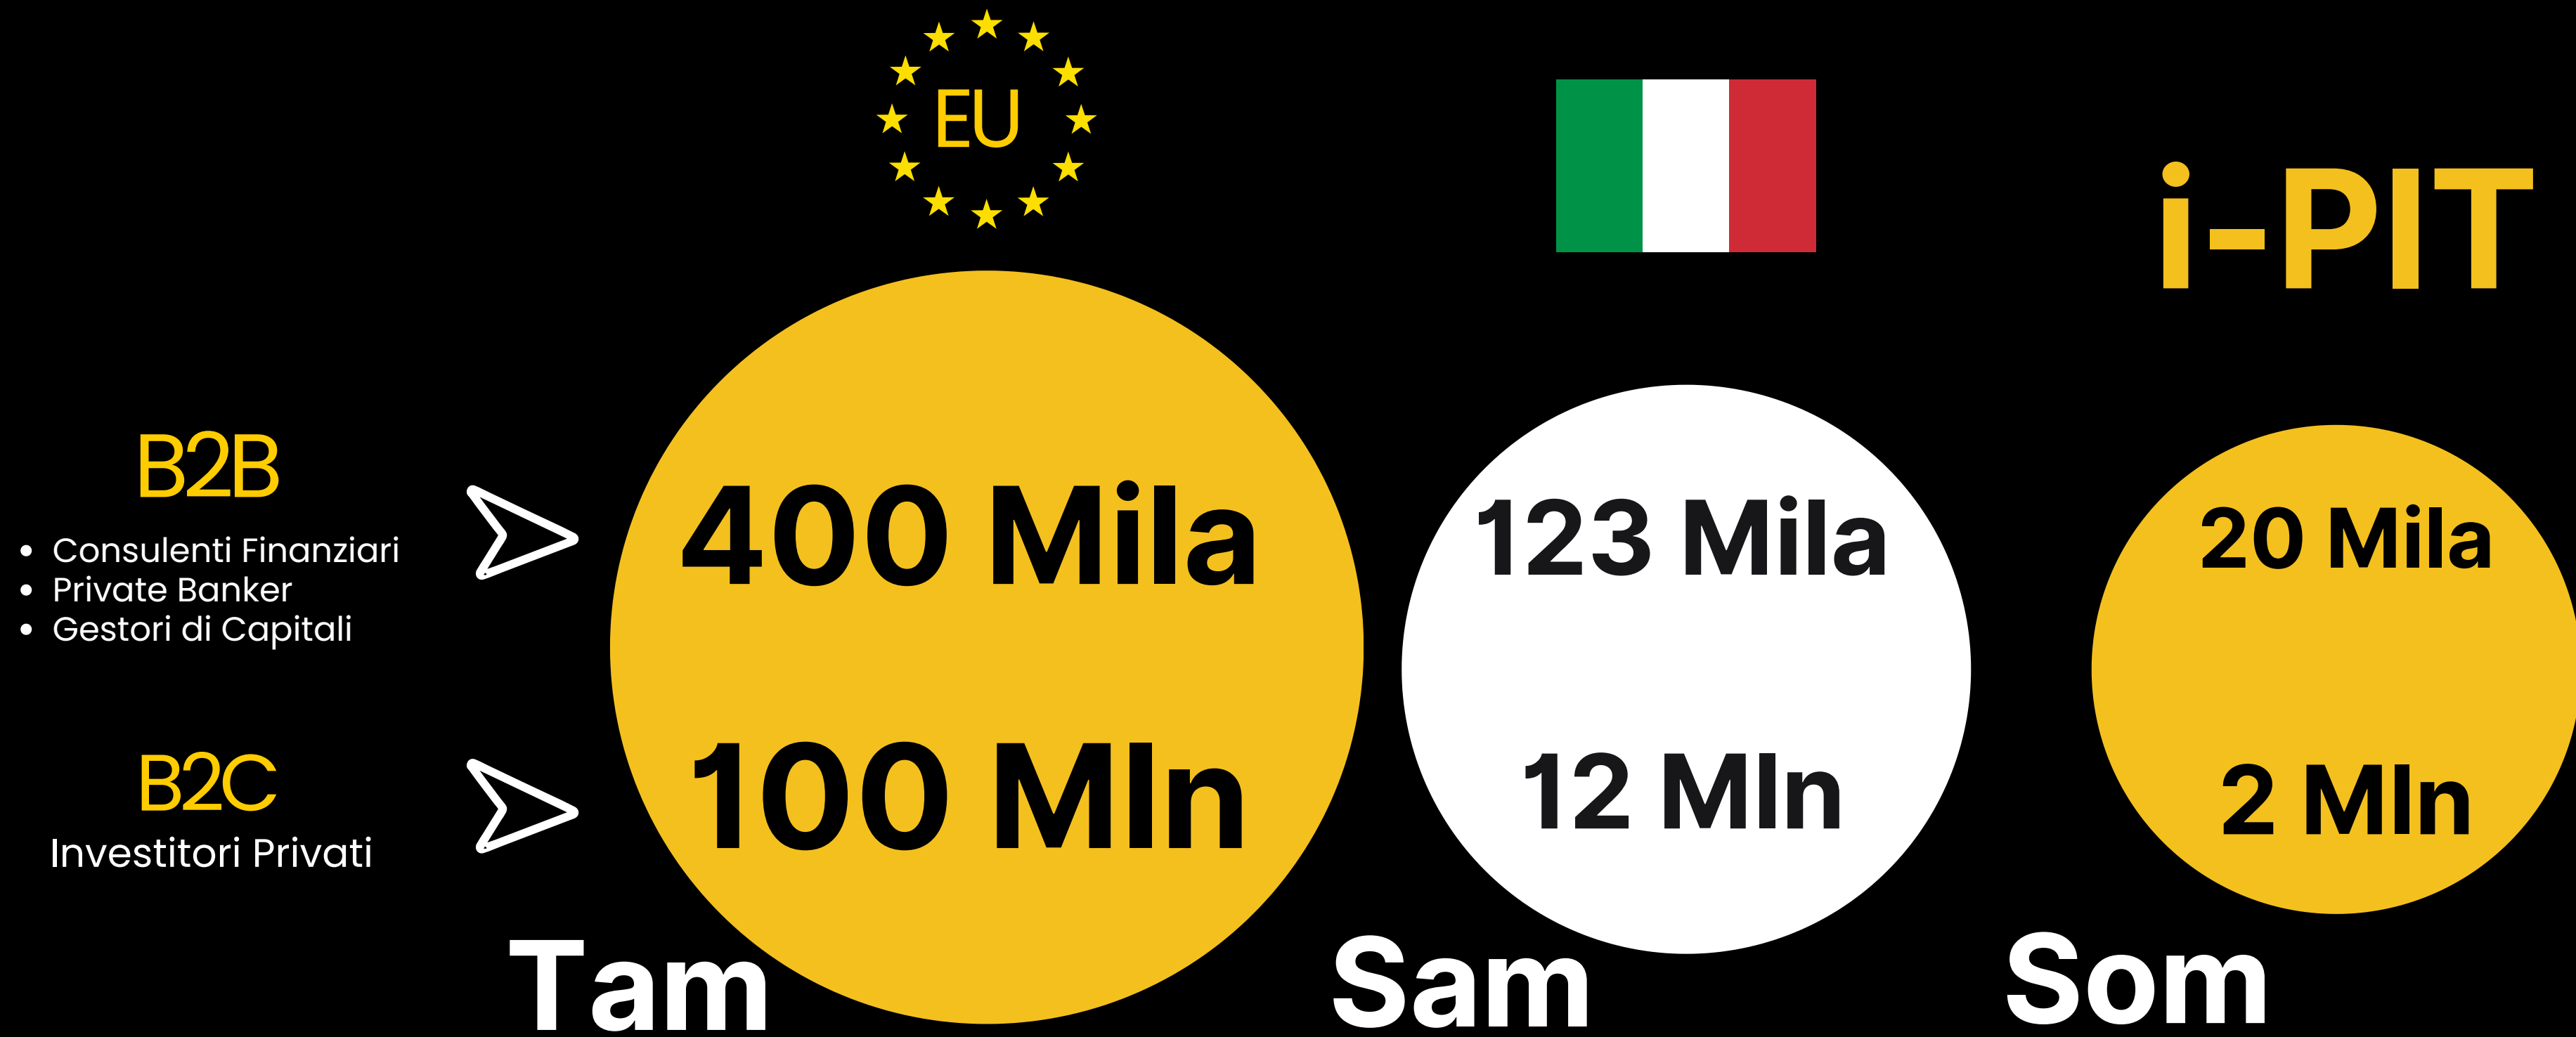 EU
i-PIT
B2B
• Consulenti Finanziari
• Private Banker
• Gestori di Capitali
400 Mila
123 Mila
20 Mila
B2C
Investitori Privati
100 Mln
12 Mln
2 Mln
Tam
Sam
Som